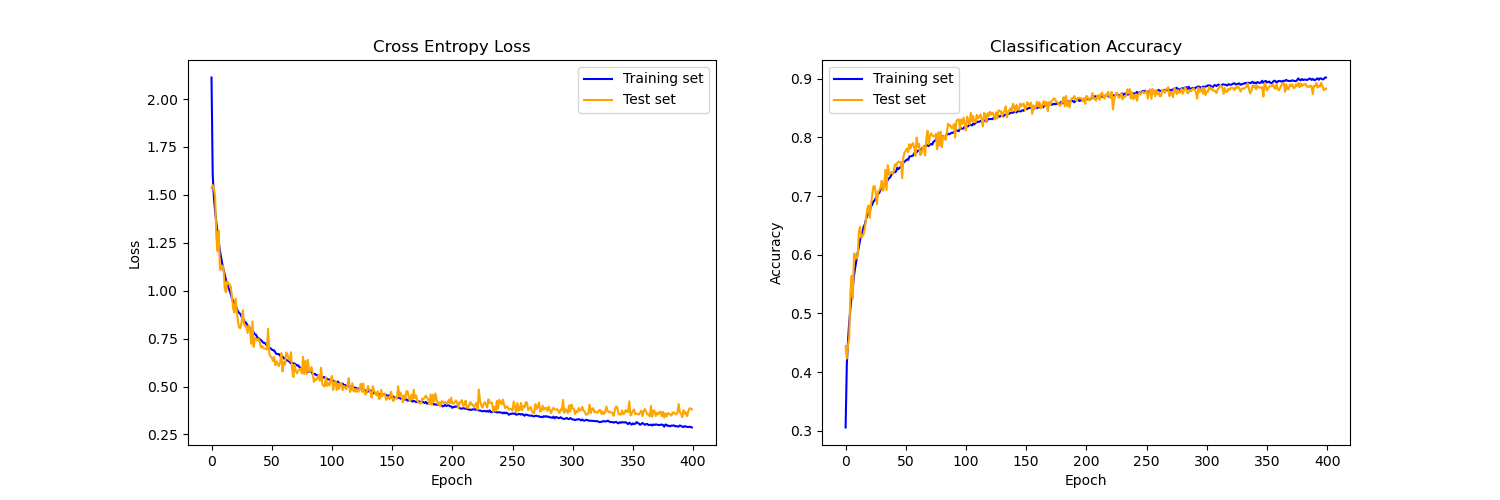 Cross Entropy Loss
Training set
Test set
2.00
1.75
1.50
1.25
1.00
0.75
0.50
0.25
Loss
0 50 100 150 200 250 300 350 400
Epoch
Classification Accuracy
Training set
Test set
0.9
0.8
0.7
0.6
0.5
0.4
0.3
Accuracy
0 50 100 150 200 250 300 350 400
Epoch